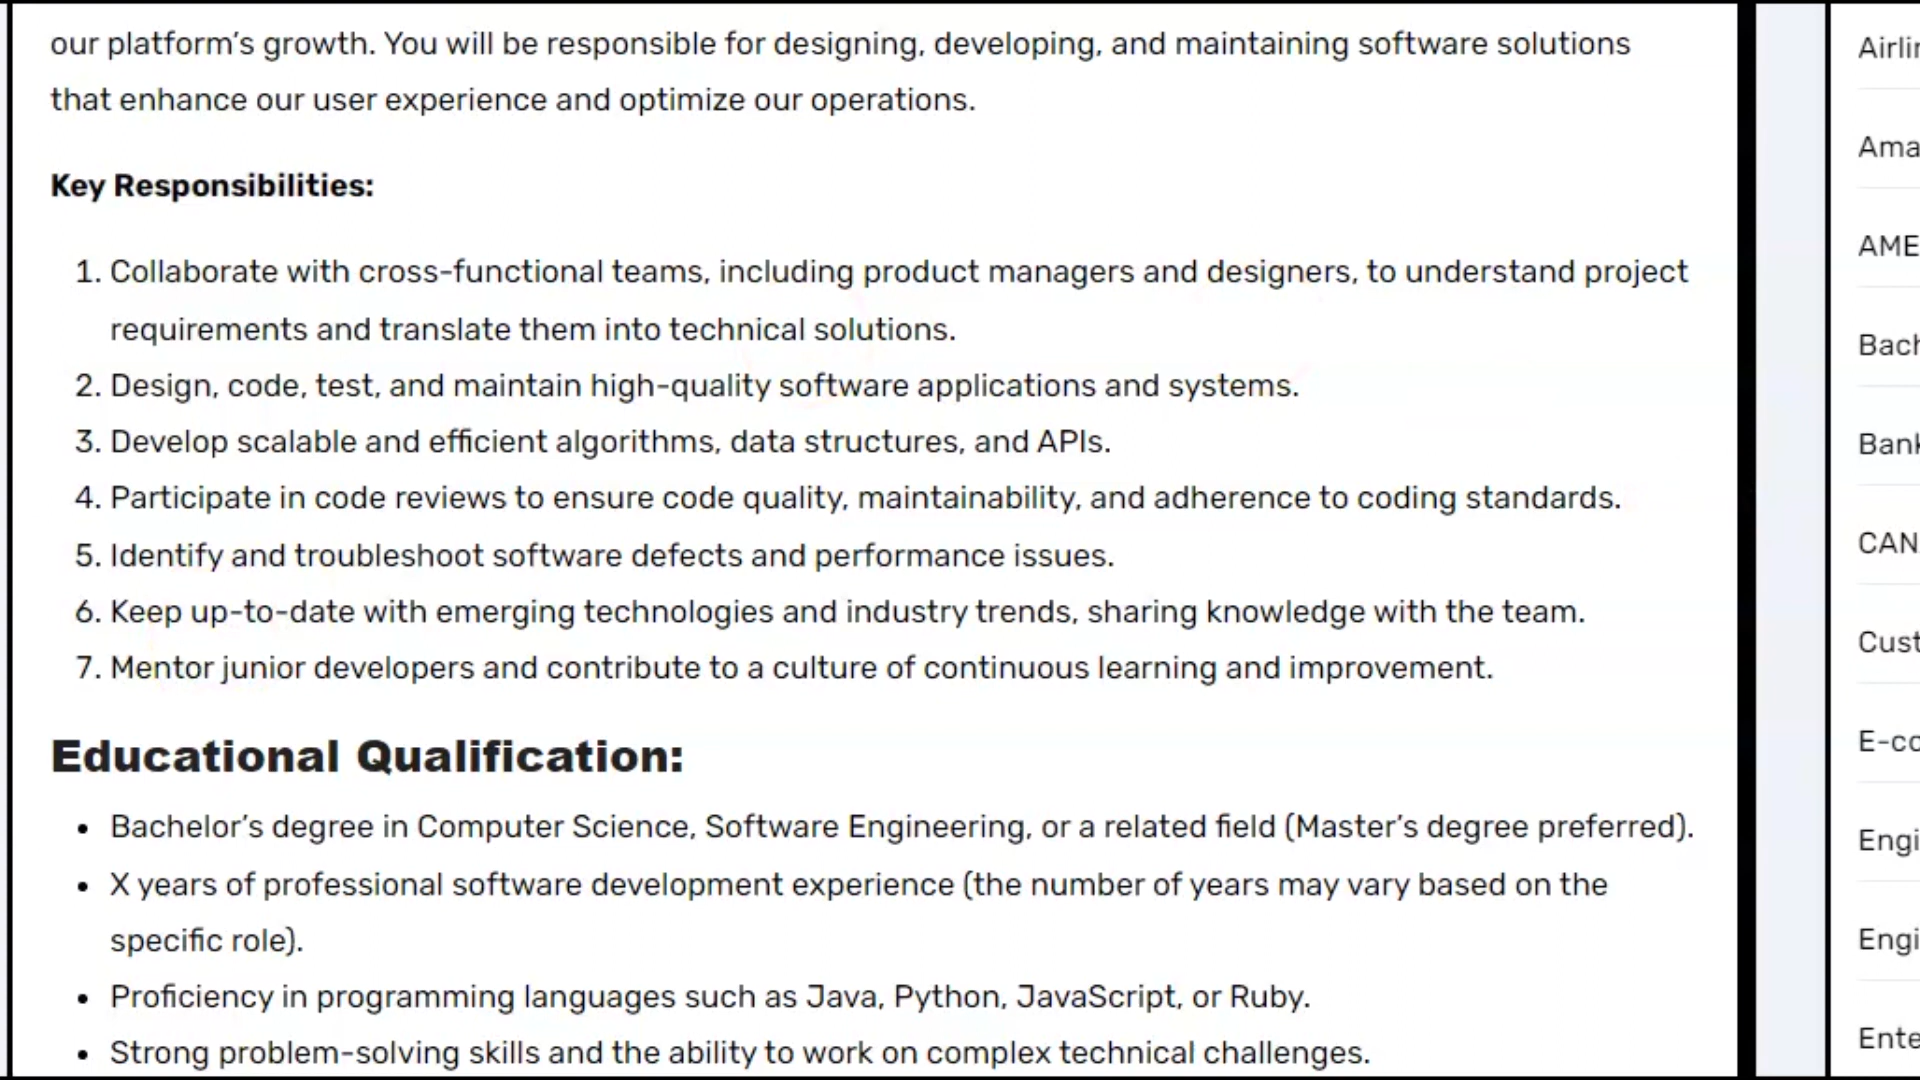 our platform's growth. You will be responsible for designing, developing, and maintaining software solutions
that enhance our user experience and optimize our operations.
Key Responsibilities:
1. Collaborate with cross-functional teams, including product managers and designers, to understand project
requirements and translate them into technical solutions.
2. Design, code, test, and maintain high-quality software applications and systems.
3. Develop scalable and efficient algorithms, data structures, and APIs.
4. Participate in code reviews to ensure code quality, maintainability, and adherence to coding standards.
5. Identify and troubleshoot software defects and performance issues.
6. Keep up-to-date with emerging technologies and industry trends, sharing knowledge with the team.
7. Mentor junior developers and contribute to a culture of continuous learning and improvement.
Educational Qualification:
• Bachelor's degree in Computer Science, Software Engineering, or a related field (Master's degree preferred).
• X years of professional software development experience (the number of years may vary based on the
specific role).
• Proficiency in programming languages such as Java, Python, JavaScript, or Ruby.
• Strong problem-solving skills and the ability to work on complex technical challenges.